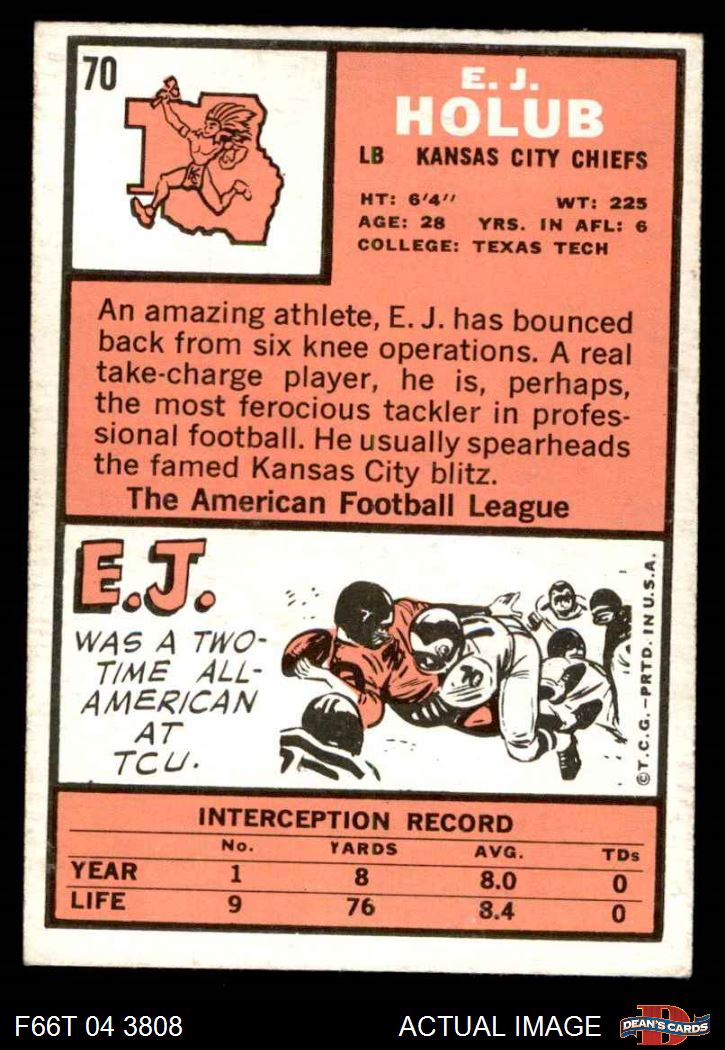 70
E. J.
HOLUB
LB KANSAS CITY CHIEFS
HT: 6'4" WT: 225
AGE: 28 YRS. IN AFL: 6
COLLEGE: TEXAS TECH
KC
An amazing athlete, E. J. has bounced
back from six knee operations. A real
take-charge player, he is, perhaps,
the most ferocious tackler in profes-
sional football. He usually spearheads
the famed Kansas City blitz.
The American Football League
E.J.
WAS A TWO-
TIME ALL-
AMERICAN
AT
TCU.
70
©T.C.G.–PRTD. IN U.S.A.
INTERCEPTION RECORD
No. YARDS AVG. TDs
YEAR 1 8 8.0 0
LIFE 9 76 8.4 0
F66T 04 3808 ACTUAL IMAGE
D
DEAN'S CARDS